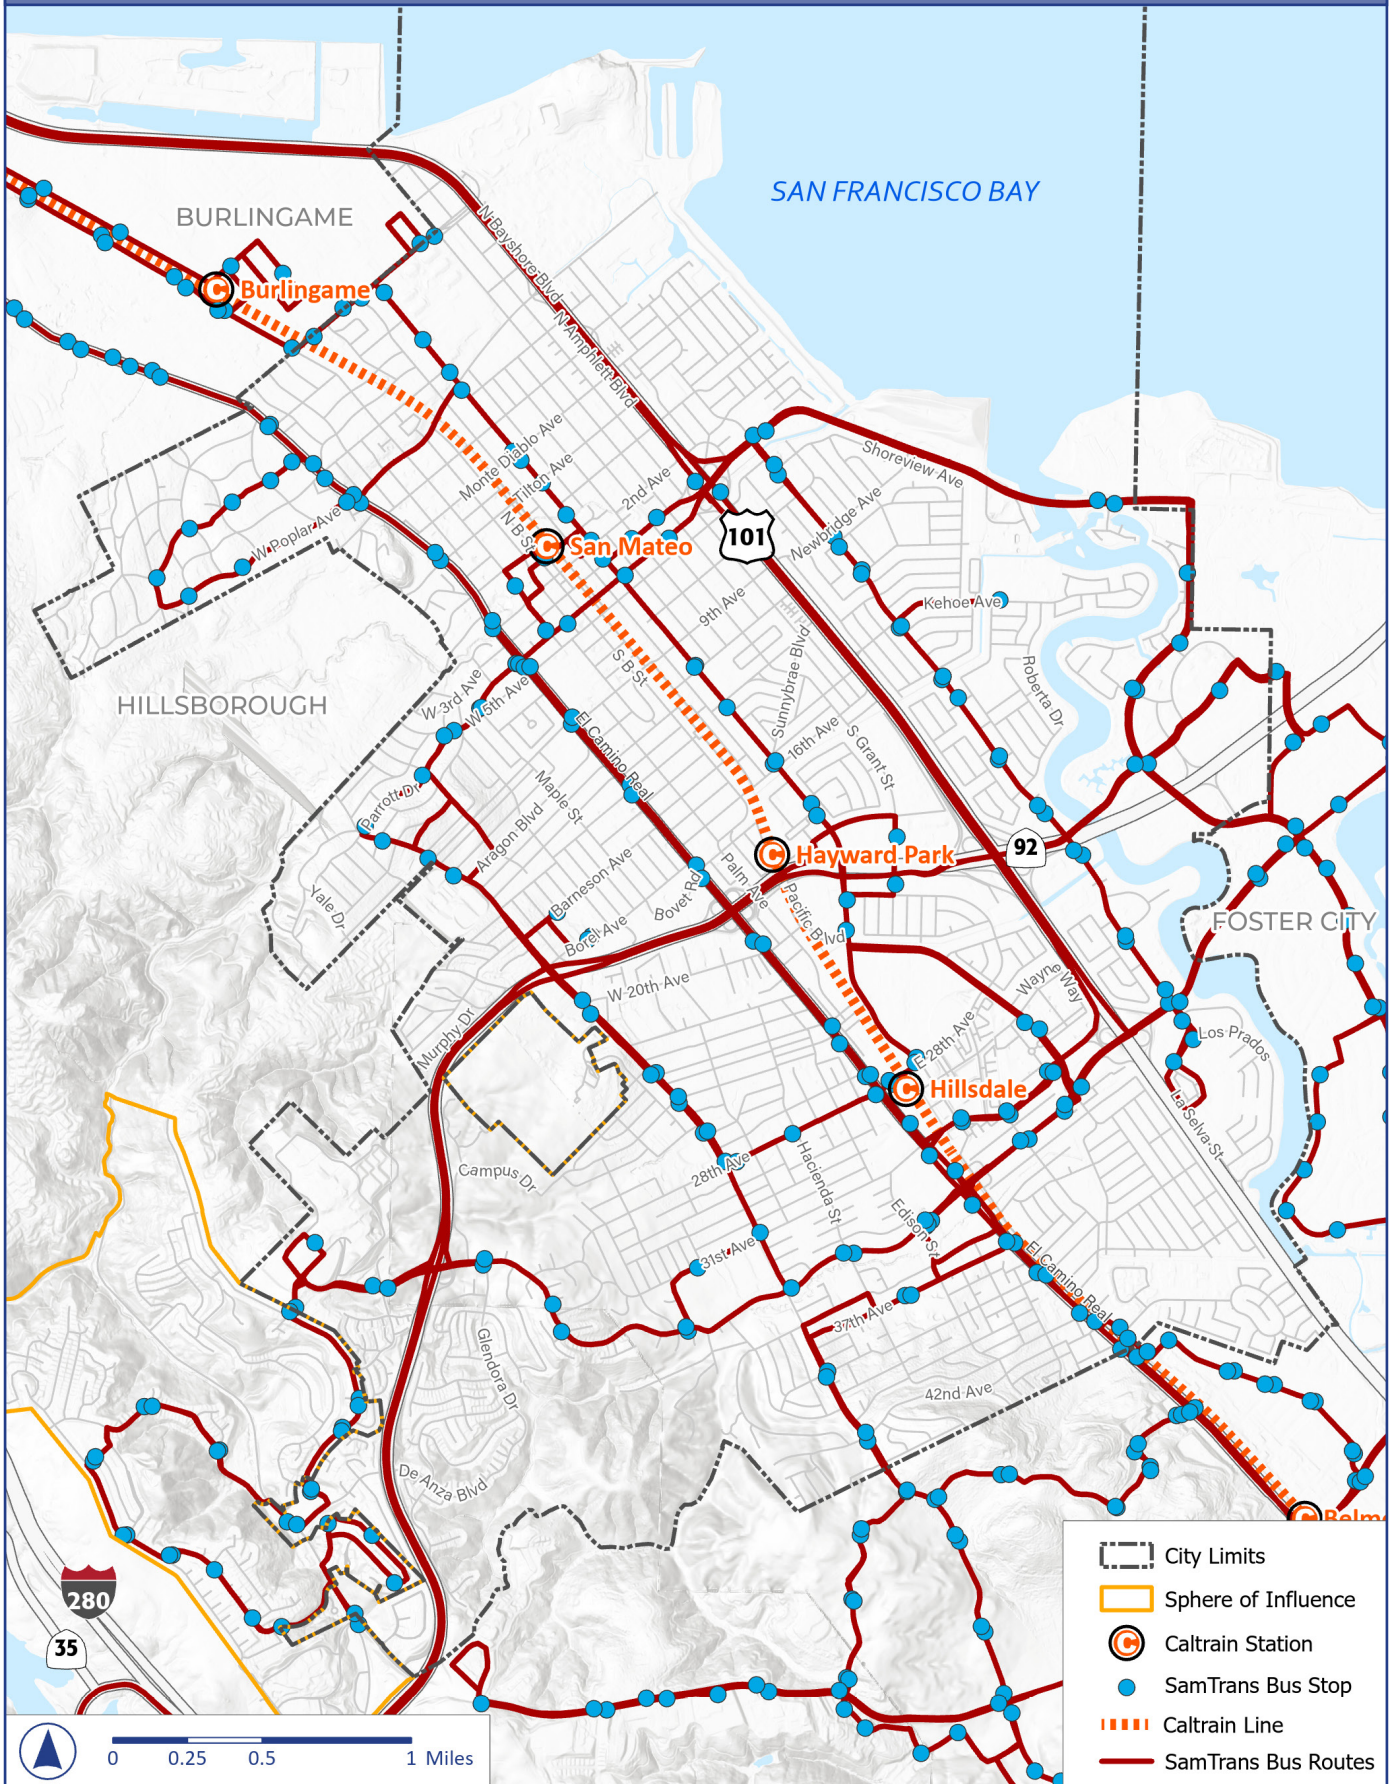 SAN FRANCISCO BAY
BURLINGAME
N Bayshore Blvd
Burlingame
N Amphlett Blvd
Monte Diablo Ave
Tilton Ave
2nd Ave
Shoreview Ave
Newbridge Ave
W Poplar Ave
N B St
San Mateo
101
9th Ave
Kehoe Ave
S B St
Sunnybrae Blvd
Roberta Dr
HILLSBOROUGH
W 3rd Ave
W 5th Ave
El Camino Real
16th Ave
S Grant St
Parrott Dr
Maple St
Aragon Blvd
Hayward Park
92
Barneson Ave
Bovet Rd
Palm Ave
Pacific Blvd
Yale Dr
Borel Ave
FOSTER CITY
W 20th Ave
Wayne Way
Murphy Dr
E 28th Ave
Los Prados
Hillsdale
La Selva St
Campus Dr
28th Ave
Hacienda St
Edison St
31st Ave
El Camino Real
37th Ave
Glendora Dr
42nd Ave
De Anza Blvd
280
35
City Limits
Sphere of Influence
C Caltrain Station
SamTrans Bus Stop
Caltrain Line
SamTrans Bus Routes
0 0.25 0.5 1 Miles